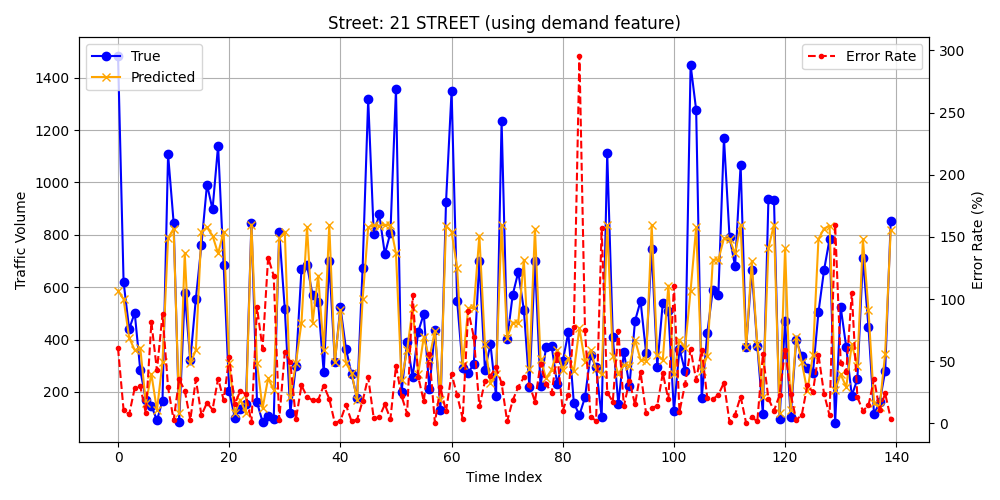 Street: 21 STREET (using demand feature)
True
Predicted
Error Rate
Traffic Volume
1400
1200
1000
800
600
400
200
300
250
200
150
100
50
0
Error Rate (%)
0 20 40 60 80 100 120 140
Time Index